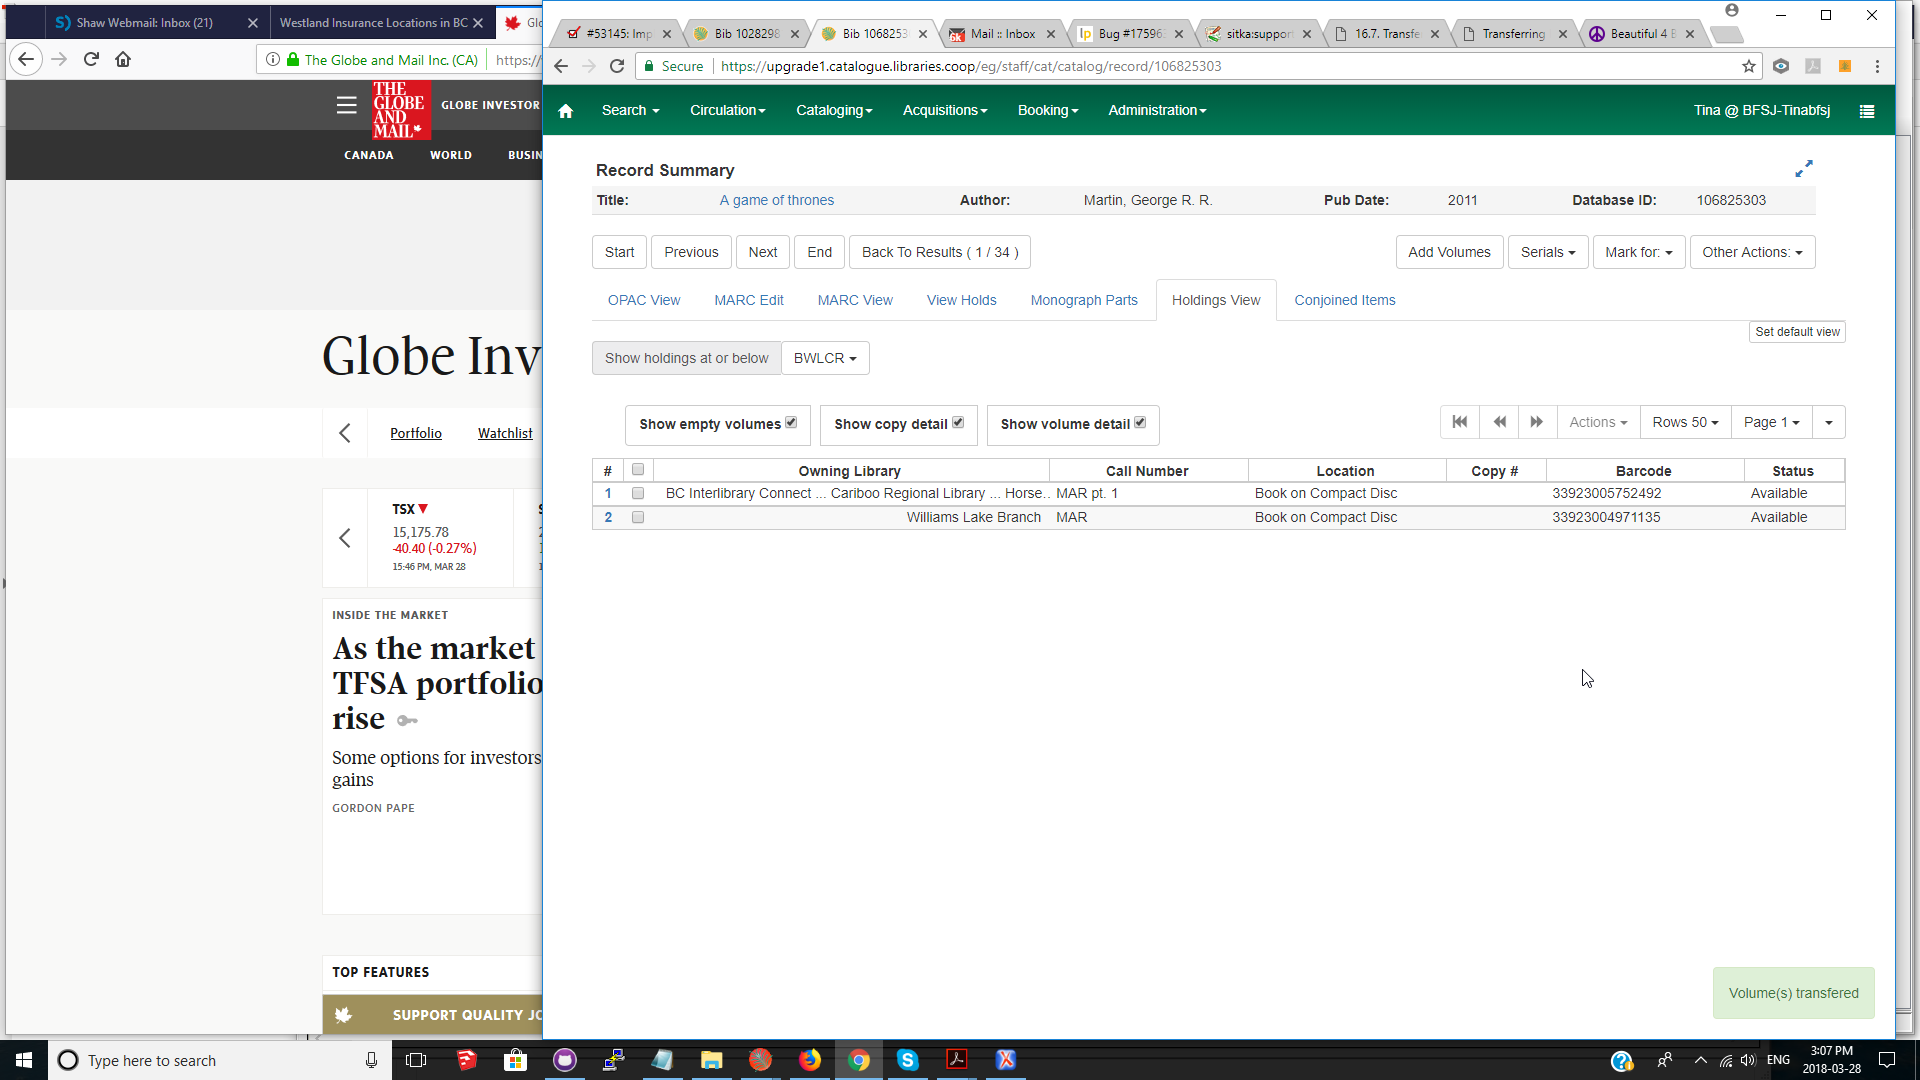 Shaw Webmail: Inbox (21)
Westland Insurance Locations in BC
Glo
The Globe and Mail Inc. (CA)
https://
THE
GLOBE
AND
MAIL
GLOBE INVESTOR
CANADA
WORLD
BUSIN
Globe Inv
Portfolio
Watchlist
TSX
15,175.78
-40.40 (-0.27%)
15:46 PM, MAR 28
INSIDE THE MARKET
As the market
TFSA portfolio
rise
Some options for investors
gains
GORDON PAPE
TOP FEATURES
SUPPORT QUALITY JO
#53145: Imp
Bib 1028298
Bib 1068253
Mail :: Inbox
Bug #17596
sitka:support
16.7. Transfe
Transferring
Beautiful 4 B
Secure
https://upgrade1.catalogue.libraries.coop/eg/staff/cat/catalog/record/106825303
Search
Circulation
Cataloging
Acquisitions
Booking
Administration
Tina @ BFSJ-Tinabfsj
Record Summary
Title: A game of thrones Author: Martin, George R. R. Pub Date: 2011 Database ID: 106825303
Start
Previous
Next
End
Back To Results ( 1 / 34 )
Add Volumes
Serials
Mark for:
Other Actions:
OPAC View
MARC Edit
MARC View
View Holds
Monograph Parts
Holdings View
Conjoined Items
Set default view
Show holdings at or below
BWLCR
Show empty volumes
Show copy detail
Show volume detail
Actions
Rows 50
Page 1
# Owning Library Call Number Location Copy # Barcode Status
1 BC Interlibrary Connect ... Cariboo Regional Library ... Horse.. MAR pt. 1 Book on Compact Disc 33923005752492 Available
2 Williams Lake Branch MAR Book on Compact Disc 33923004971135 Available
Volume(s) transfered
Type here to search
ENG
3:07 PM
2018-03-28